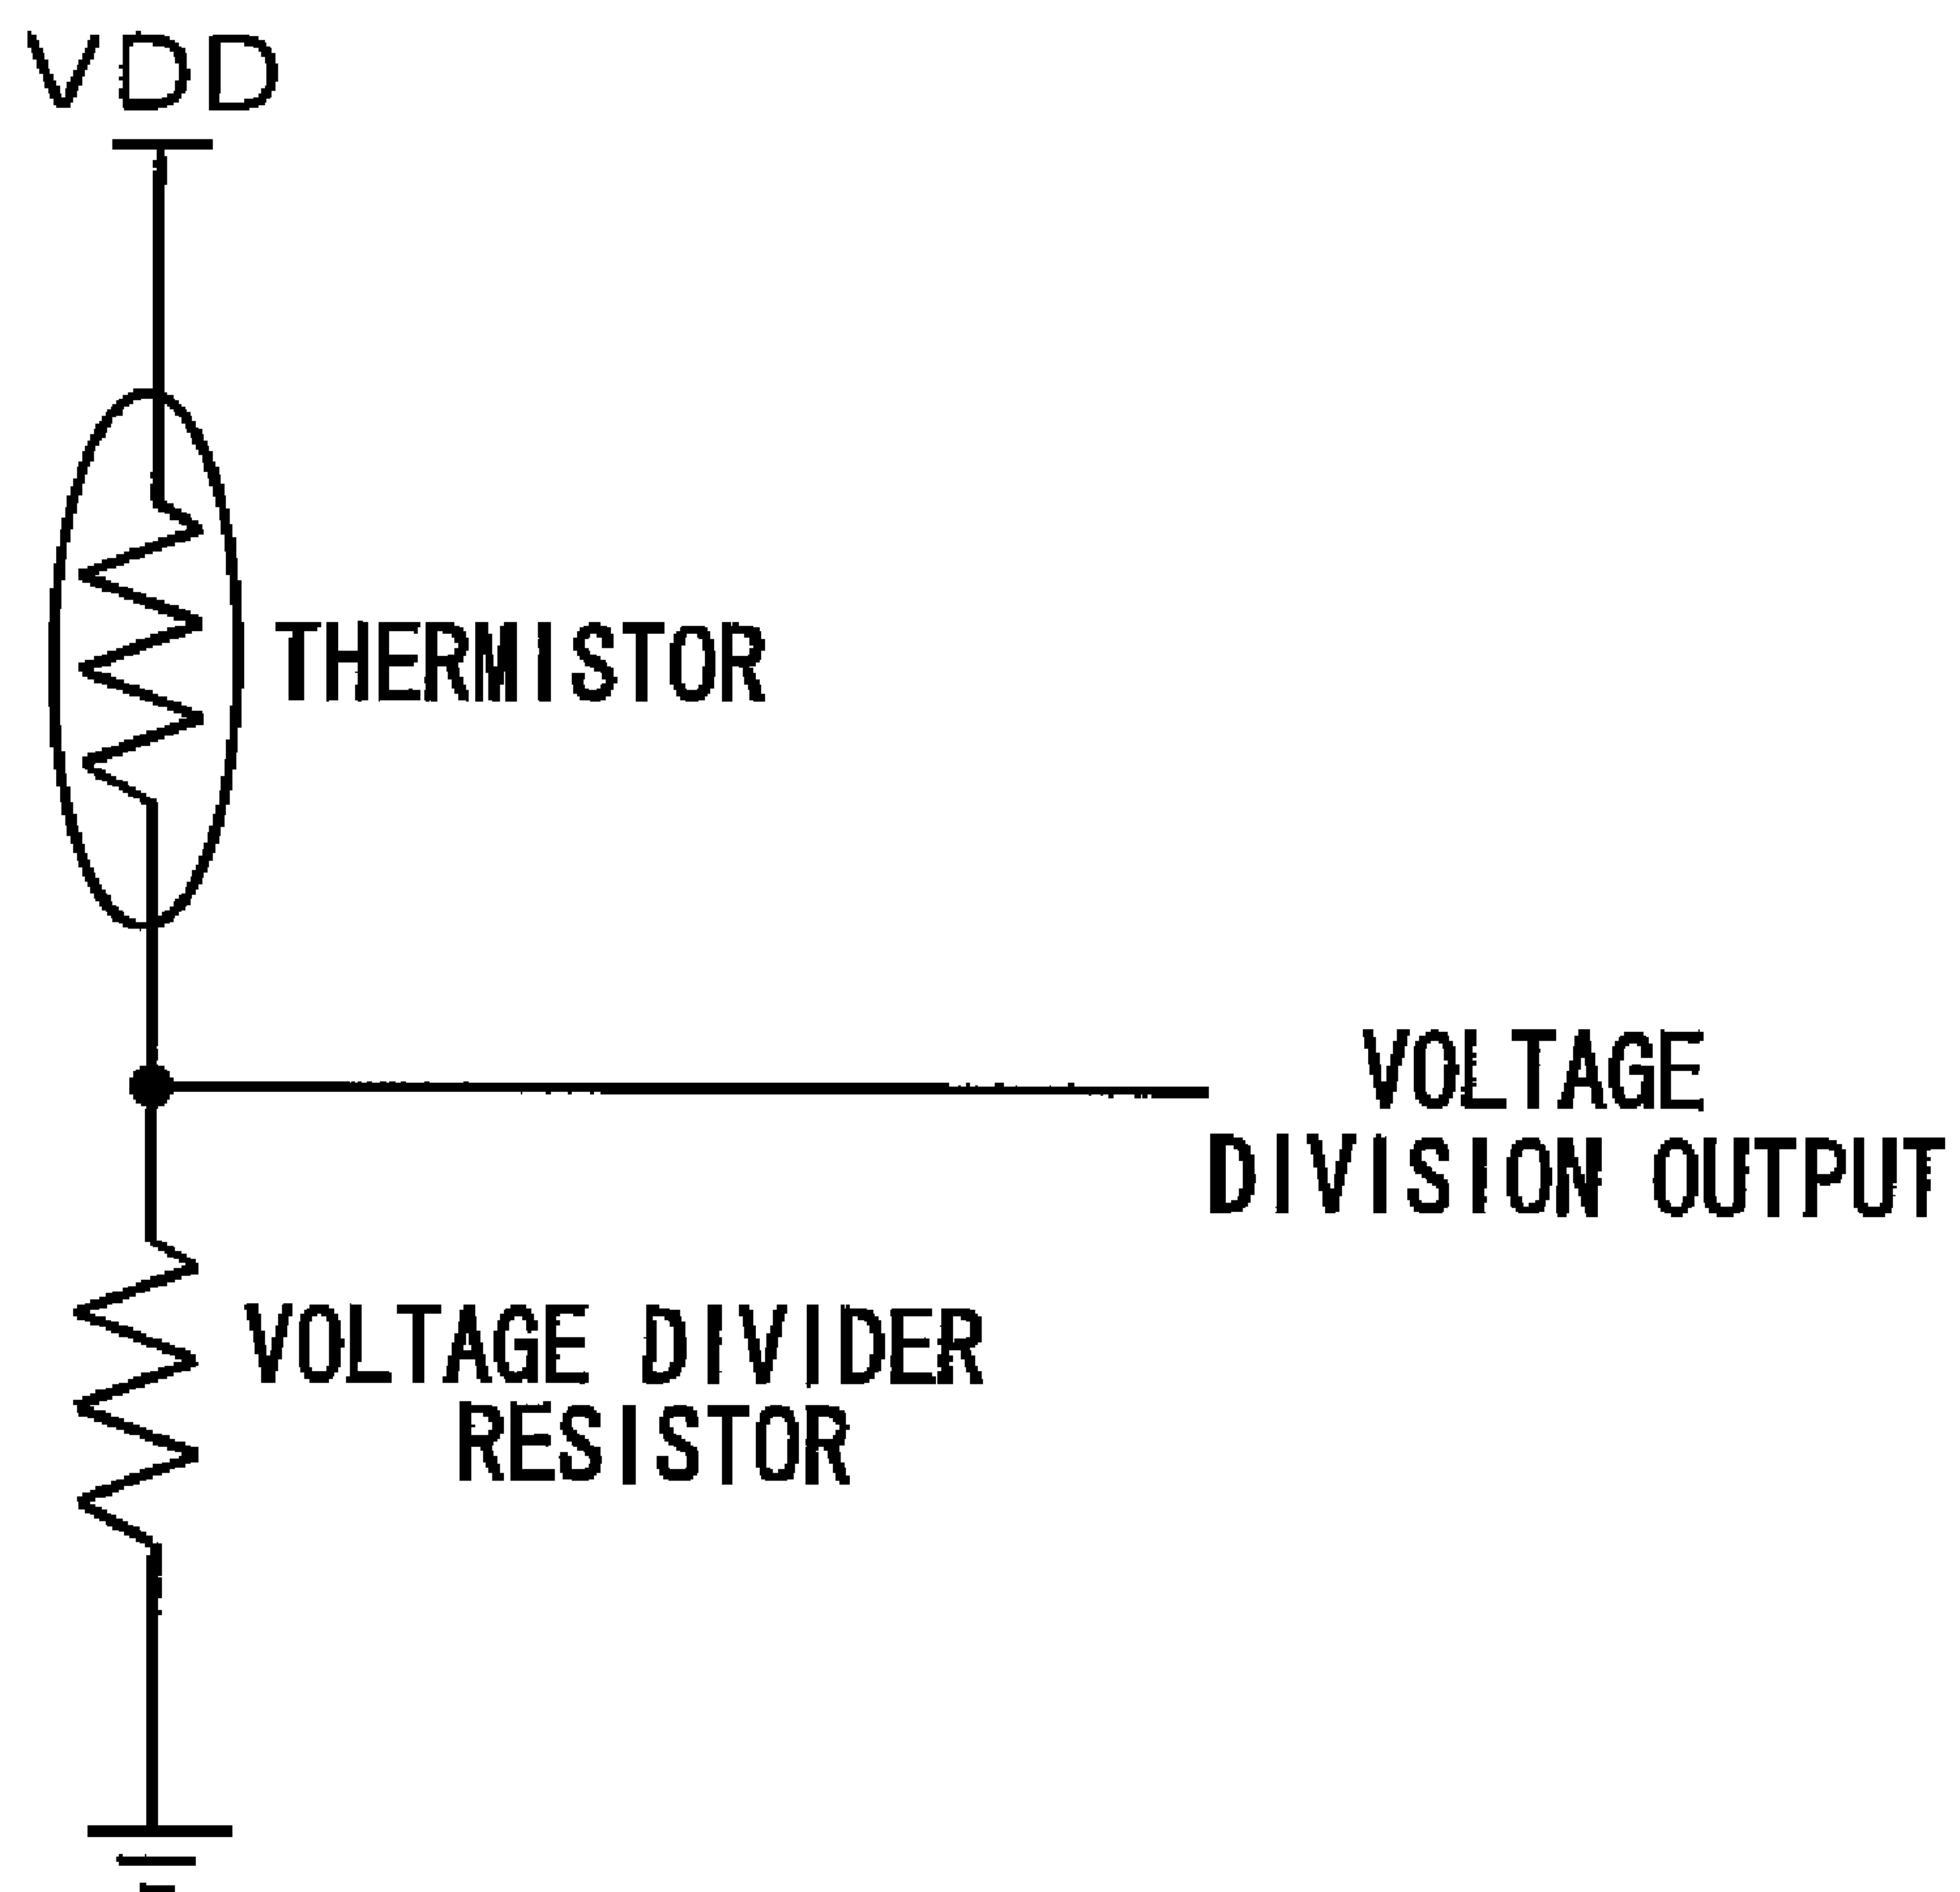 VDD
THERMISTOR
VOLTAGE
DIVISION OUTPUT
VOLTAGE DIVIDER
RESISTOR